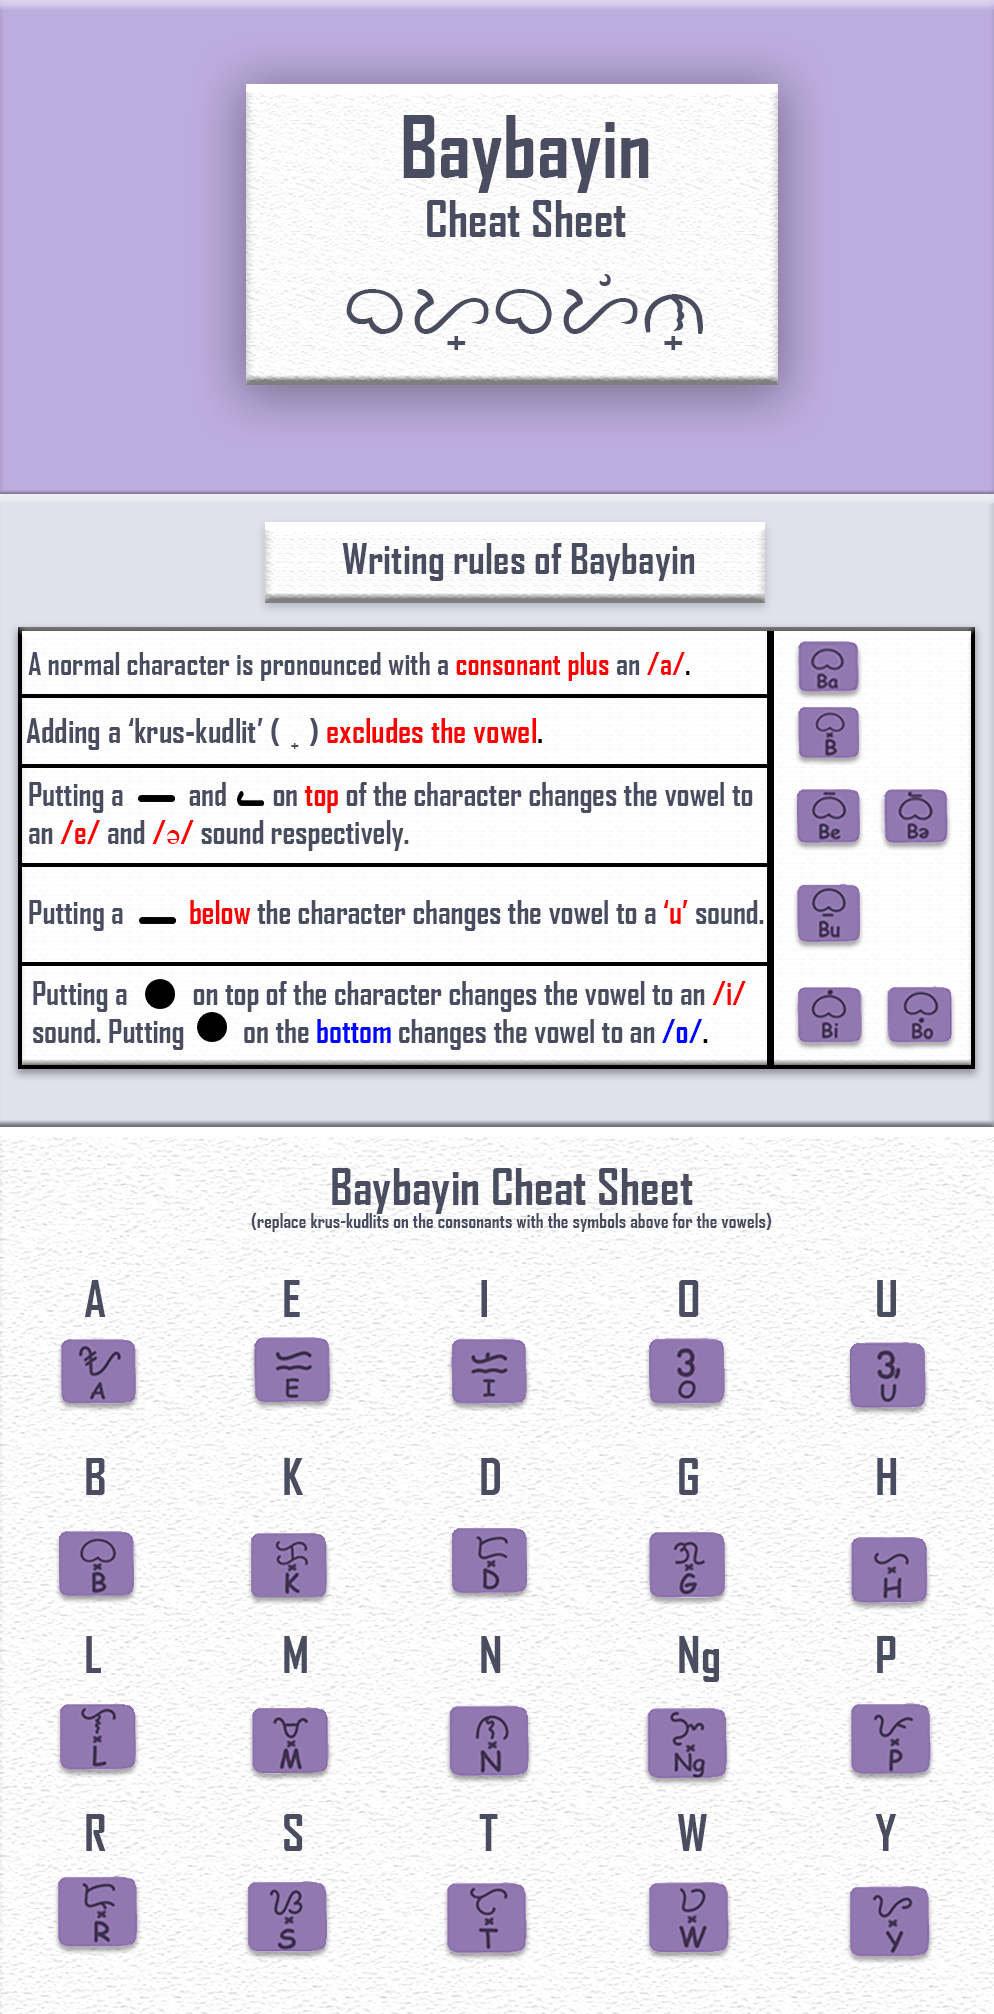 Baybayin
Cheat Sheet
ᜊᜌ᜔ᜊᜌᜒᜈ᜔
Writing rules of Baybayin
A normal character is pronounced with a consonant plus an /a/.
Ba
Adding a ‘krus-kudlit’ ( ₊ ) excludes the vowel.
B
Putting a and on top of the character changes the vowel to
an /e/ and /ə/ sound respectively.
Be Bə
Putting a below the character changes the vowel to a ‘u’ sound.
Bu
Putting a on top of the character changes the vowel to an /i/
sound. Putting on the bottom changes the vowel to an /o/.
Bi Bo
Baybayin Cheat Sheet
(replace krus-kudlits on the consonants with the symbols above for the vowels)
A E I O U
A E I O U
B K D G H
B K D G H
L M N Ng P
L M N Ng P
R S T W Y
R S T W Y